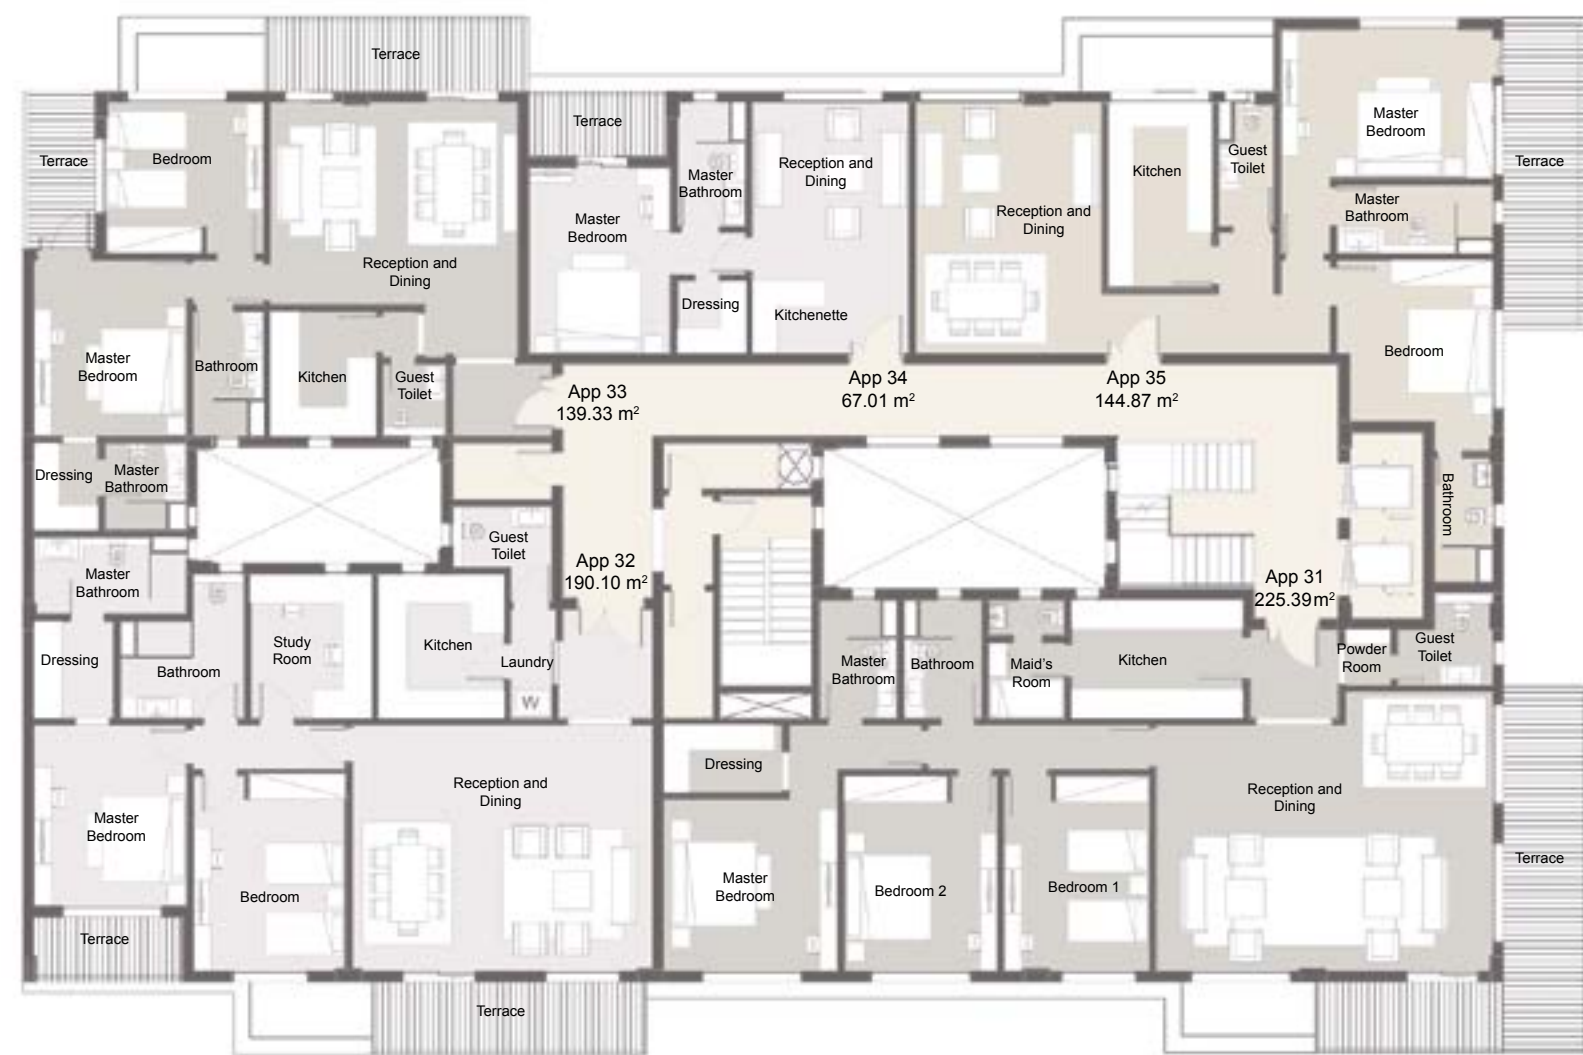 Terrace
Terrace
Terrace
Bedroom
Terrace
Master
Bathroom
Reception and
Dining
Kitchen
Guest
Toilet
Master
Bedroom
Terrace
Master
Bedroom
Reception and
Dining
Master
Bathroom
Reception and
Dining
Dressing
Kitchenette
Master
Bedroom
Bathroom
Kitchen
Guest
Toilet
App 33
139.33 m²
App 34
67.01 m²
App 35
144.87 m²
Bedroom
Dressing
Master
Bathroom
Bathroom
Guest
Toilet
Master
Bathroom
App 32
190.10 m²
App 31
225.39m²
Dressing
Bathroom
Study
Room
Kitchen
Laundry
W
Master
Bathroom
Bathroom
Maid's
Room
Kitchen
Powder
Room
Guest
Toilet
Master
Bedroom
Bedroom
Reception and
Dining
Dressing
Master
Bedroom
Bedroom 2
Bedroom 1
Reception and
Dining
Terrace
Terrace
Terrace